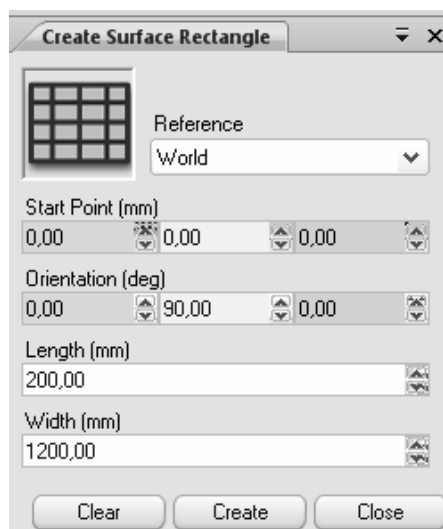 Create Surface Rectangle
Reference
World
Start Point (mm)
0,00 0,00 0,00
Orientation (deg)
0,00 90,00 0,00
Length (mm)
200,00
Width (mm)
1200,00
Clear Create Close